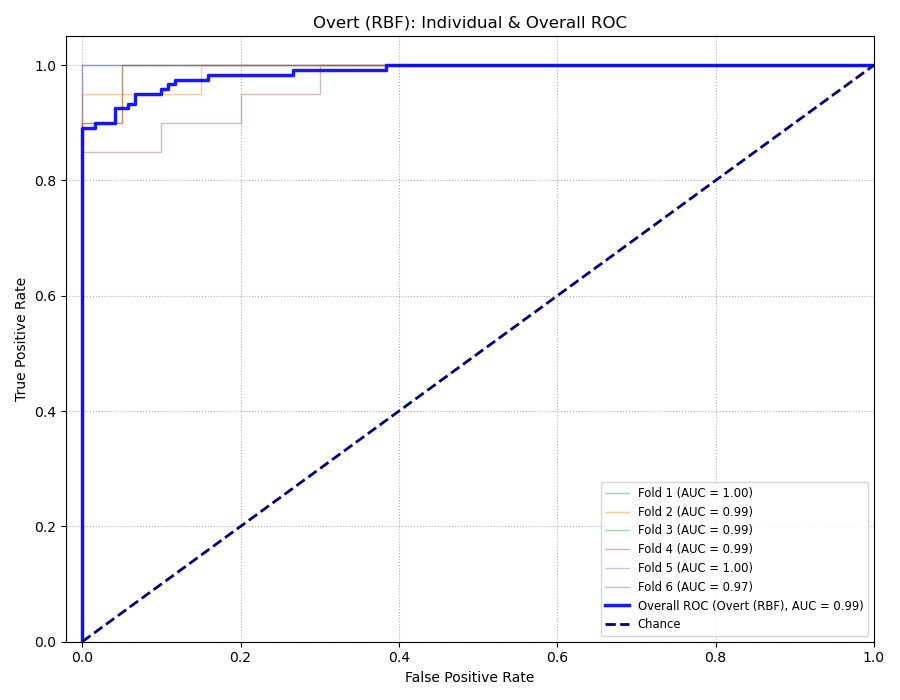 Overt (RBF): Individual & Overall ROC
1.0
0.8
0.6
0.4
0.2
0.0
True Positive Rate
0.0 0.2 0.4 0.6 0.8 1.0
False Positive Rate
Fold 1 (AUC = 1.00)
Fold 2 (AUC = 0.99)
Fold 3 (AUC = 0.99)
Fold 4 (AUC = 0.99)
Fold 5 (AUC = 1.00)
Fold 6 (AUC = 0.97)
Overall ROC (Overt (RBF), AUC = 0.99)
Chance